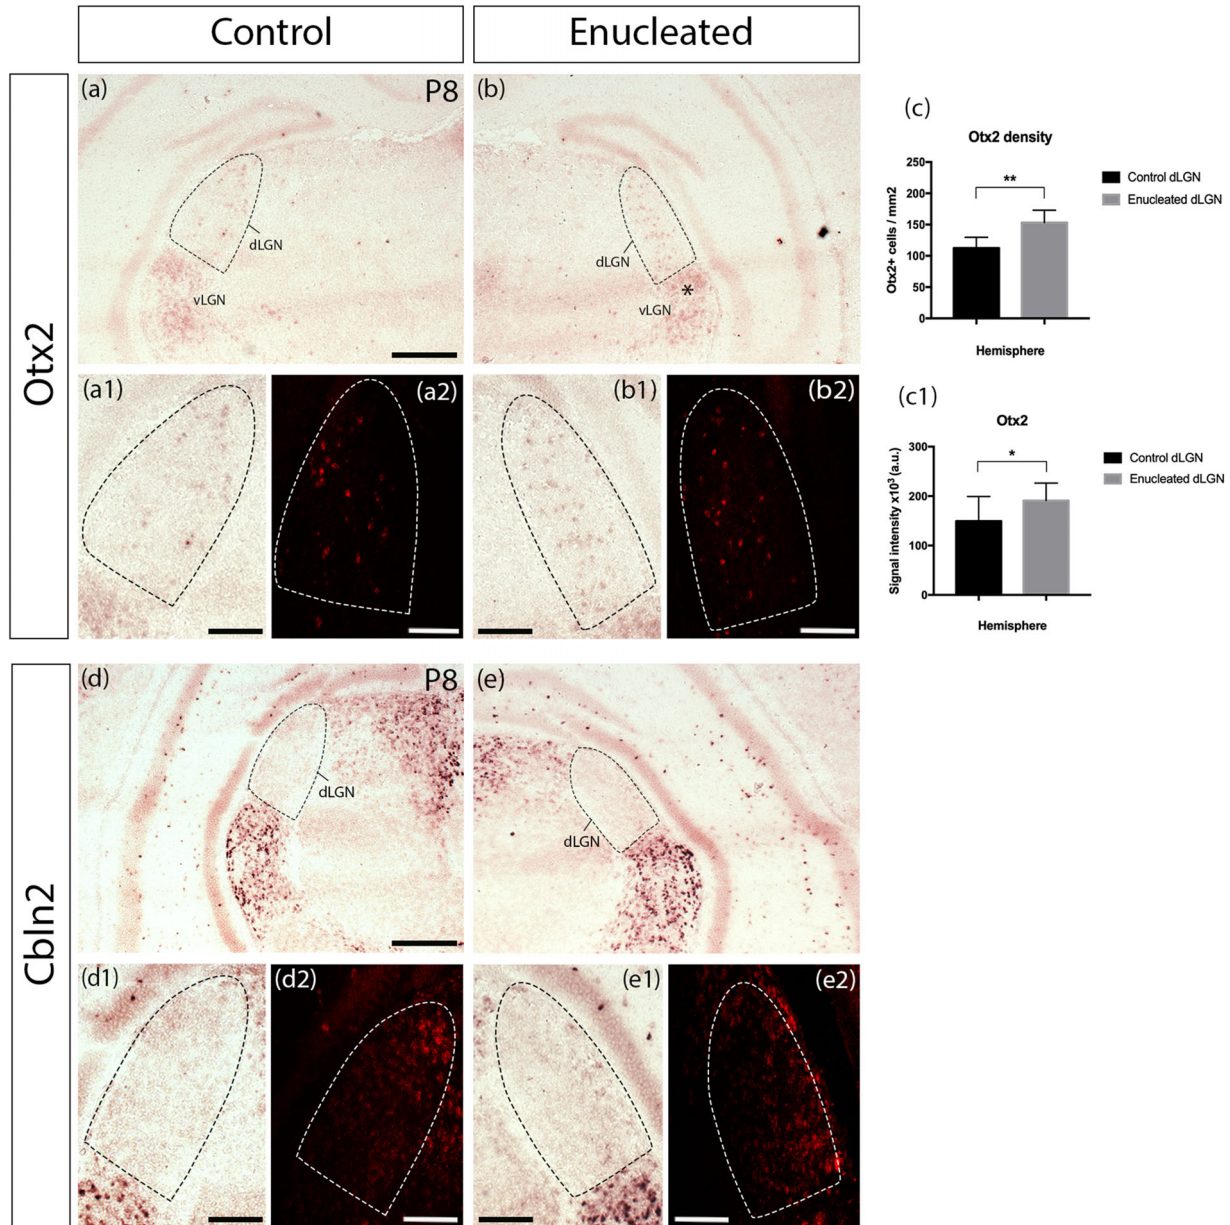 Control
Enucleated
Otx2
(a)
P8
dLGN
vLGN
(b)
dLGN
vLGN
*
(c)
Otx2 density
Otx2+ cells / mm2
250
200
150
100
50
0
**
Hemisphere
Control dLGN
Enucleated dLGN
(a1)
(a2)
(b1)
(b2)
(c1)
Otx2
Signal intensity x10³ (a.u.)
300
200
100
0
*
Hemisphere
Control dLGN
Enucleated dLGN
Cbln2
(d)
P8
dLGN
(e)
dLGN
(d1)
(d2)
(e1)
(e2)